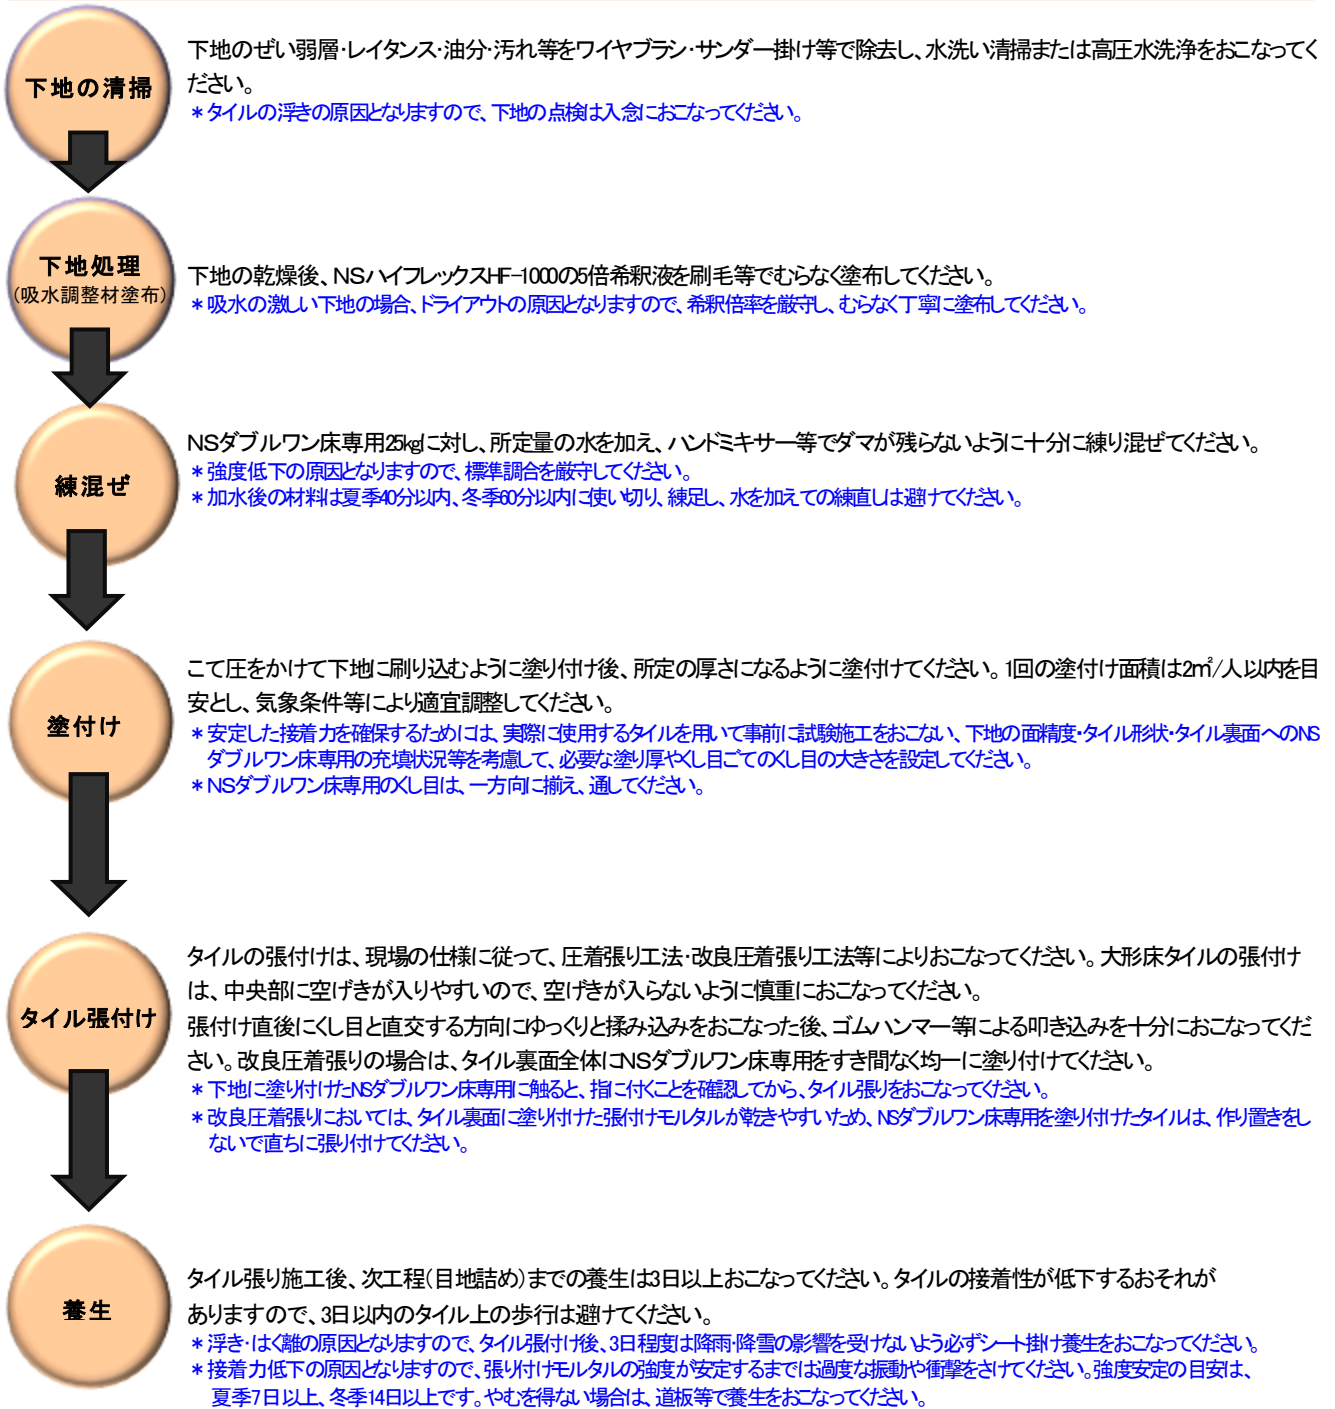 下地の清掃
下地のぜい弱層・レイタンス・油分・汚れ等をワイヤブラシ・サンダー掛け等で除去し、水洗い清掃または高圧水洗浄をおこなってく
ださい。
＊タイルの浮きの原因となりますので、下地の点検は入念におこなってください。
下地処理
(吸水調整材塗布)
下地の乾燥後、NSハイフレックスHF-1000の5倍希釈液を刷毛等でむらなく塗布してください。
＊吸水の激しい下地の場合、ドライアウトの原因となりますので、希釈倍率を厳守し、むらなく丁寧に塗布してください。
練混ぜ
NSダブルワン床専用25kgに対し、所定量の水を加え、ハンドミキサー等でダマが残らないように十分に練り混ぜてください。
＊強度低下の原因となりますので、標準調合を厳守してください。
＊加水後の材料は夏季40分以内、冬季60分以内に使い切り、練足し、水を加えての練直しは避けてください。
塗付け
こて圧をかけて下地に刷り込むように塗り付け後、所定の厚さになるように塗付けてください。1回の塗付け面積は2㎡/人以内を目
安とし、気象条件等により適宜調整してください。
＊安定した接着力を確保するためには、実際に使用するタイルを用いて事前に試験施工をおこない、下地の面精度・タイル形状・タイル裏面へのNS
ダブルワン床専用の充填状況等を考慮して、必要な塗り厚やくし目ごてのくし目の大きさを設定してください。
＊NSダブルワン床専用のくし目は、一方向に揃え、通してください。
タイル張付け
タイルの張付けは、現場の仕様に従って、圧着張り工法・改良圧着張り工法等によりおこなってください。大形床タイルの張付け
は、中央部に空げきが入りやすいので、空げきが入らないように慎重におこなってください。
張付け直後にくし目と直交する方向にゆっくりと揉み込みをおこなった後、ゴムハンマー等による叩き込みを十分におこなってくだ
さい。改良圧着張りの場合は、タイル裏面全体にNSダブルワン床専用をすき間なく均一に塗り付けてください。
＊下地に塗り付けたNSダブルワン床専用に触ると、指に付くことを確認してから、タイル張りをおこなってください。
＊改良圧着張りにおいては、タイル裏面に塗り付けた張付けモルタルが乾きやすいため、NSダブルワン床専用を塗り付けたタイルは、作り置きをし
ないで直ちに張り付けてください。
養生
タイル張り施工後、次工程(目地詰め)までの養生は3日以上おこなってください。タイルの接着性が低下するおそれが
ありますので、3日以内のタイル上の歩行は避けてください。
＊浮き・はく離の原因となりますので、タイル張付け後、3日程度は降雨・降雪の影響を受けないよう必ずシート掛け養生をおこなってください。
＊接着力低下の原因となりますので、張り付けモルタルの強度が安定するまでは過度な振動や衝撃をさけてください。強度安定の目安は、
夏季7日以上、冬季14日以上です。やむを得ない場合は、道板等で養生をおこなってください。